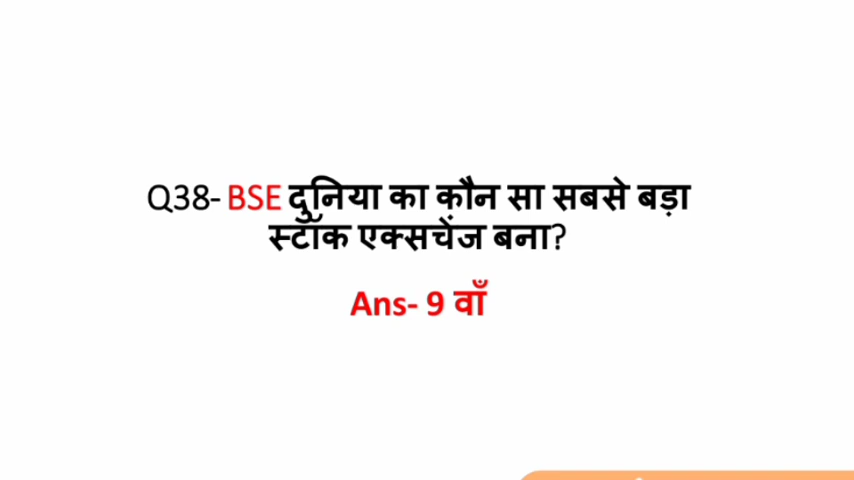 Q38- BSE दुनिया का क़ौन सा सबसे बड़ा
स्टॉक एक्सचेंज बना?
Ans- 9 वाँ